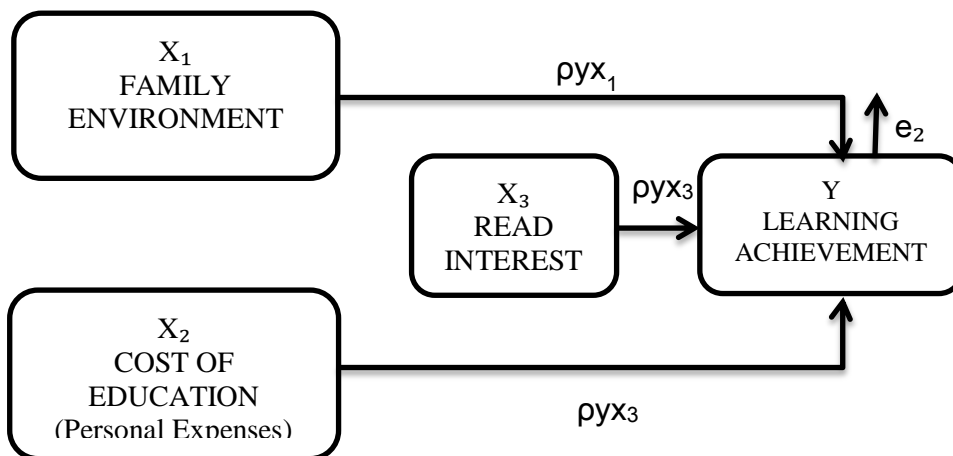 X₁
FAMILY
ENVIRONMENT
ρyx₁
e₂
X₃
READ
INTEREST
ρyx₃
Y
LEARNING
ACHIEVEMENT
X₂
COST OF
EDUCATION
(Personal Expenses)
ρyx₃